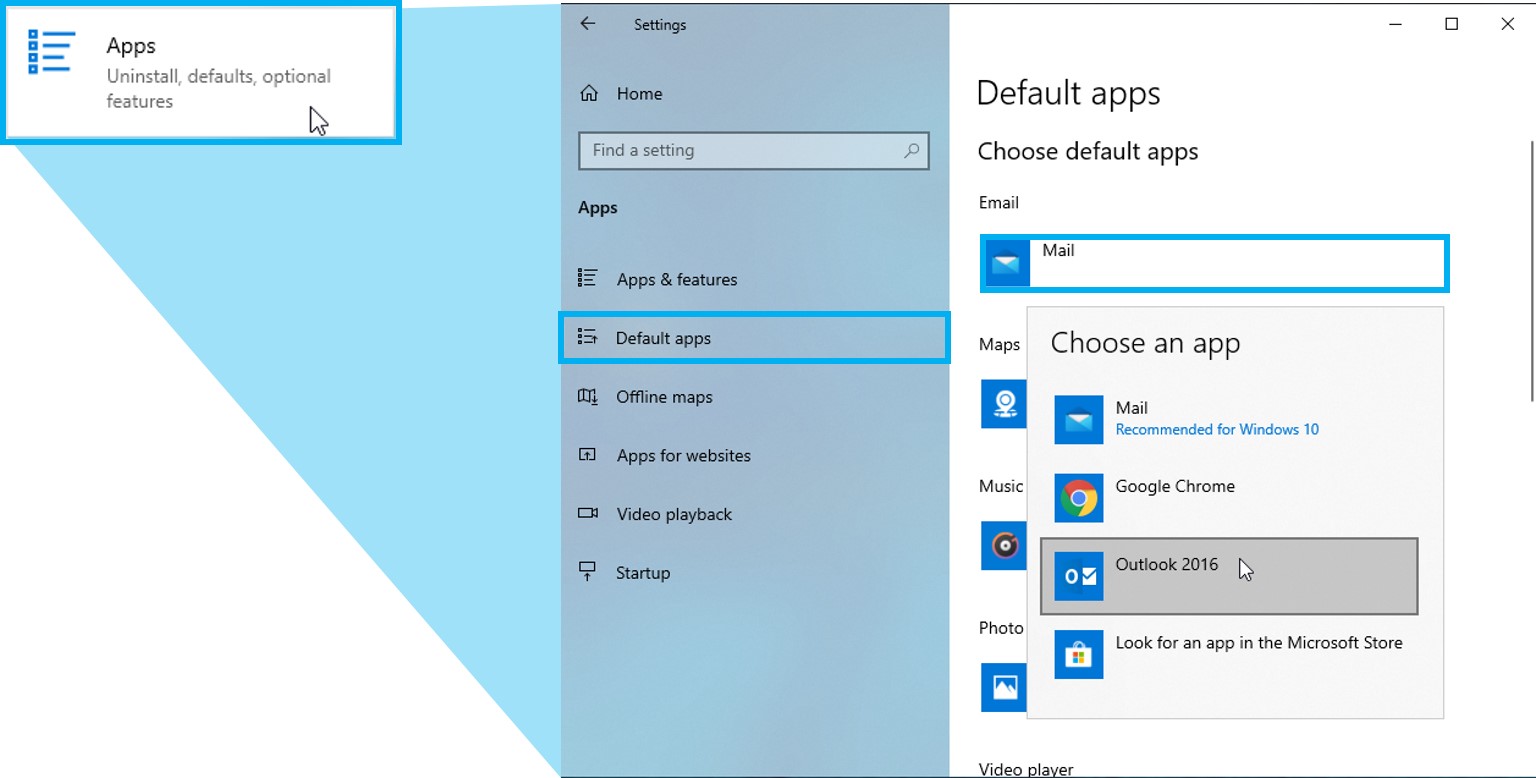 Apps
Uninstall, defaults, optional
features
Settings
Home
Find a setting
Apps
Apps & features
Default apps
Offline maps
Apps for websites
Video playback
Startup
Default apps
Choose default apps
Email
Mail
Maps
Music
Photo
Video player
Choose an app
Mail
Recommended for Windows 10
Google Chrome
Outlook 2016
Look for an app in the Microsoft Store